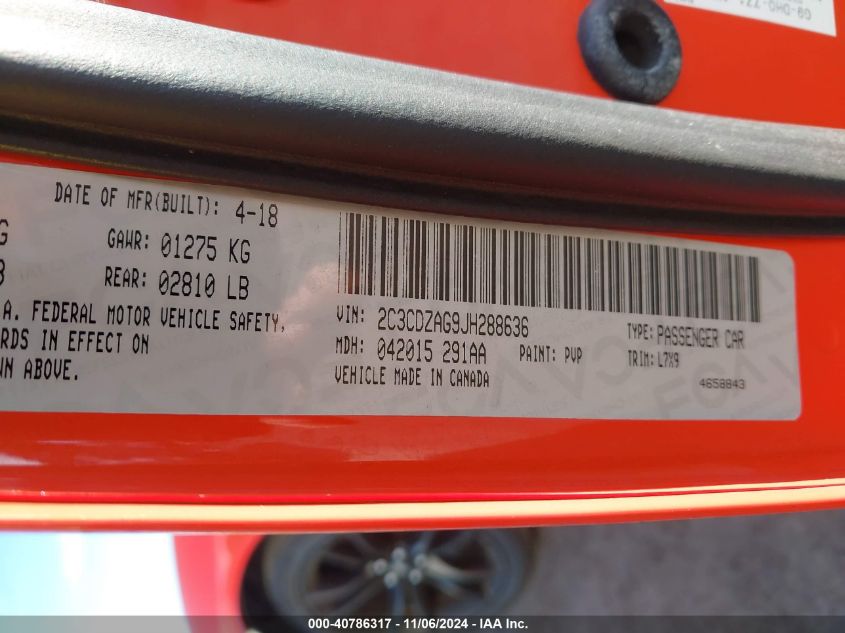 DATE OF MFR(BUILT): 4-18
GAWR: 01275 KG
REAR: 02810 LB
A. FEDERAL MOTOR VEHICLE SAFETY,
RDS IN EFFECT ON
WN ABOVE.
VIN: 2C3CDZAG9JH288636
MDH: 042015 291AA PAINT: PVP
VEHICLE MADE IN CANADA
TYPE: PASSENGER CAR
TRIM: L7X9
4658843
000-40786317 - 11/06/2024 - IAA Inc.